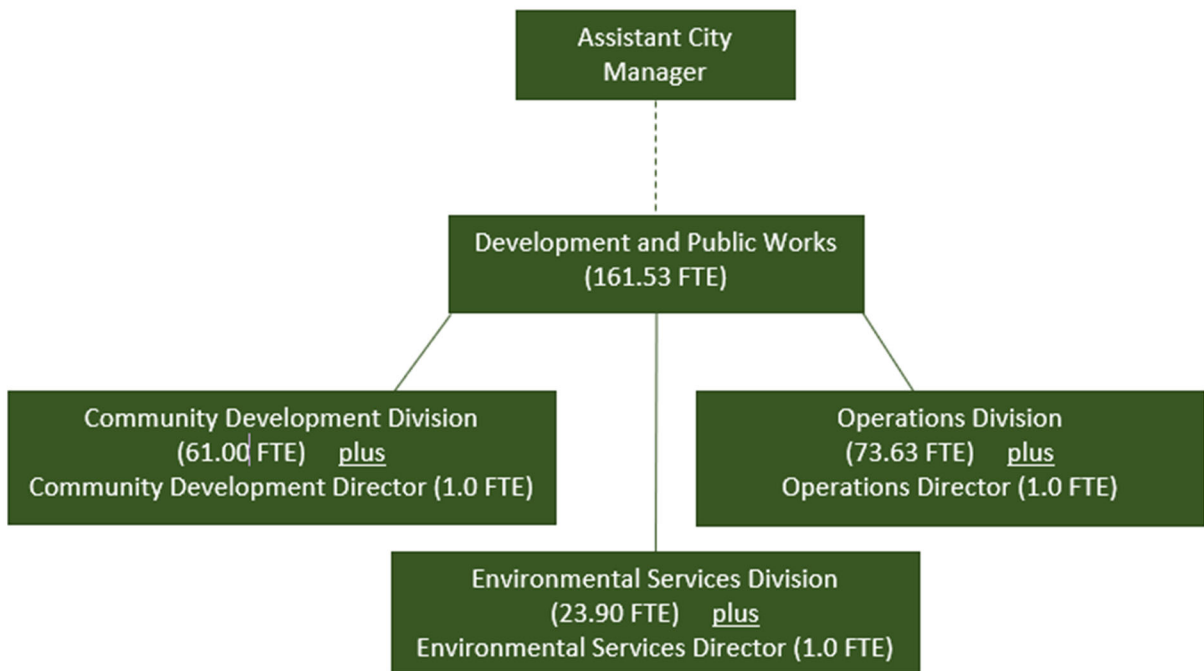 Assistant City
Manager
Development and Public Works
(161.53 FTE)
Community Development Division
(61.00 FTE) plus
Community Development Director (1.0 FTE)
Operations Division
(73.63 FTE) plus
Operations Director (1.0 FTE)
Environmental Services Division
(23.90 FTE) plus
Environmental Services Director (1.0 FTE)